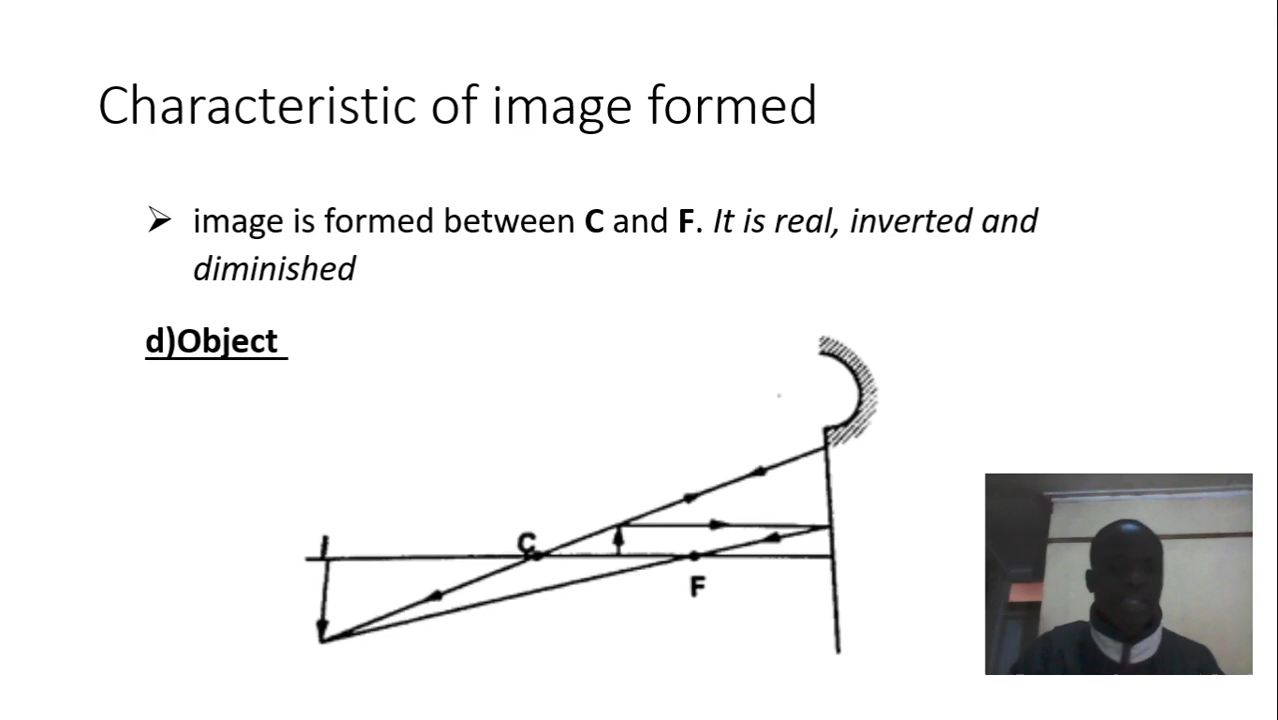 Characteristic of image formed
➢ image is formed between C and F. It is real, inverted and
diminished
d)Object
C
F
I